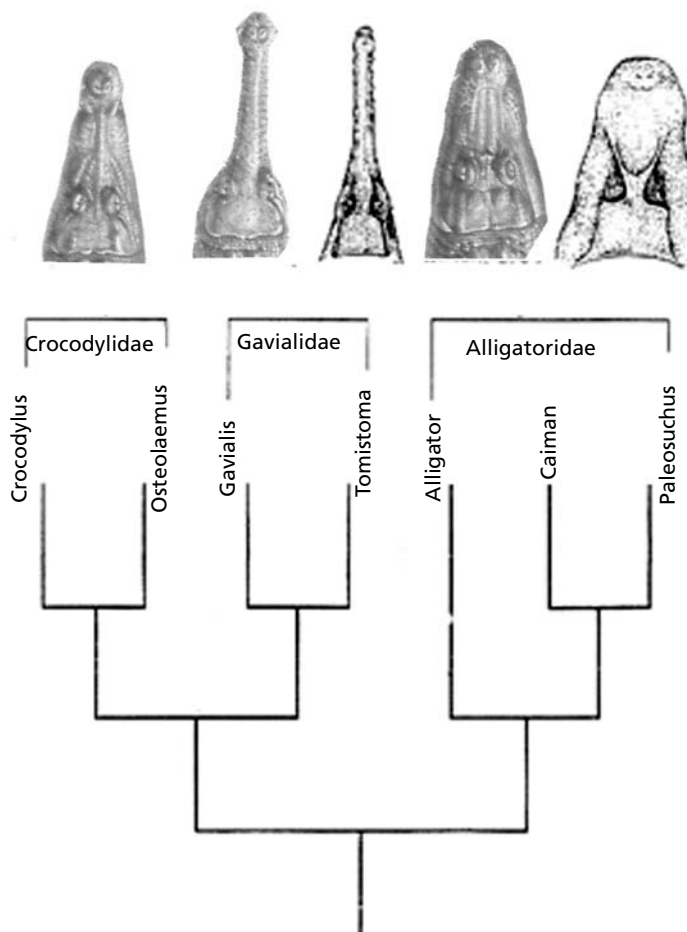 Crocodylidae
Gavialidae
Alligatoridae
Crocodylus
Osteolaemus
Gavialis
Tomistoma
Alligator
Caiman
Paleosuchus